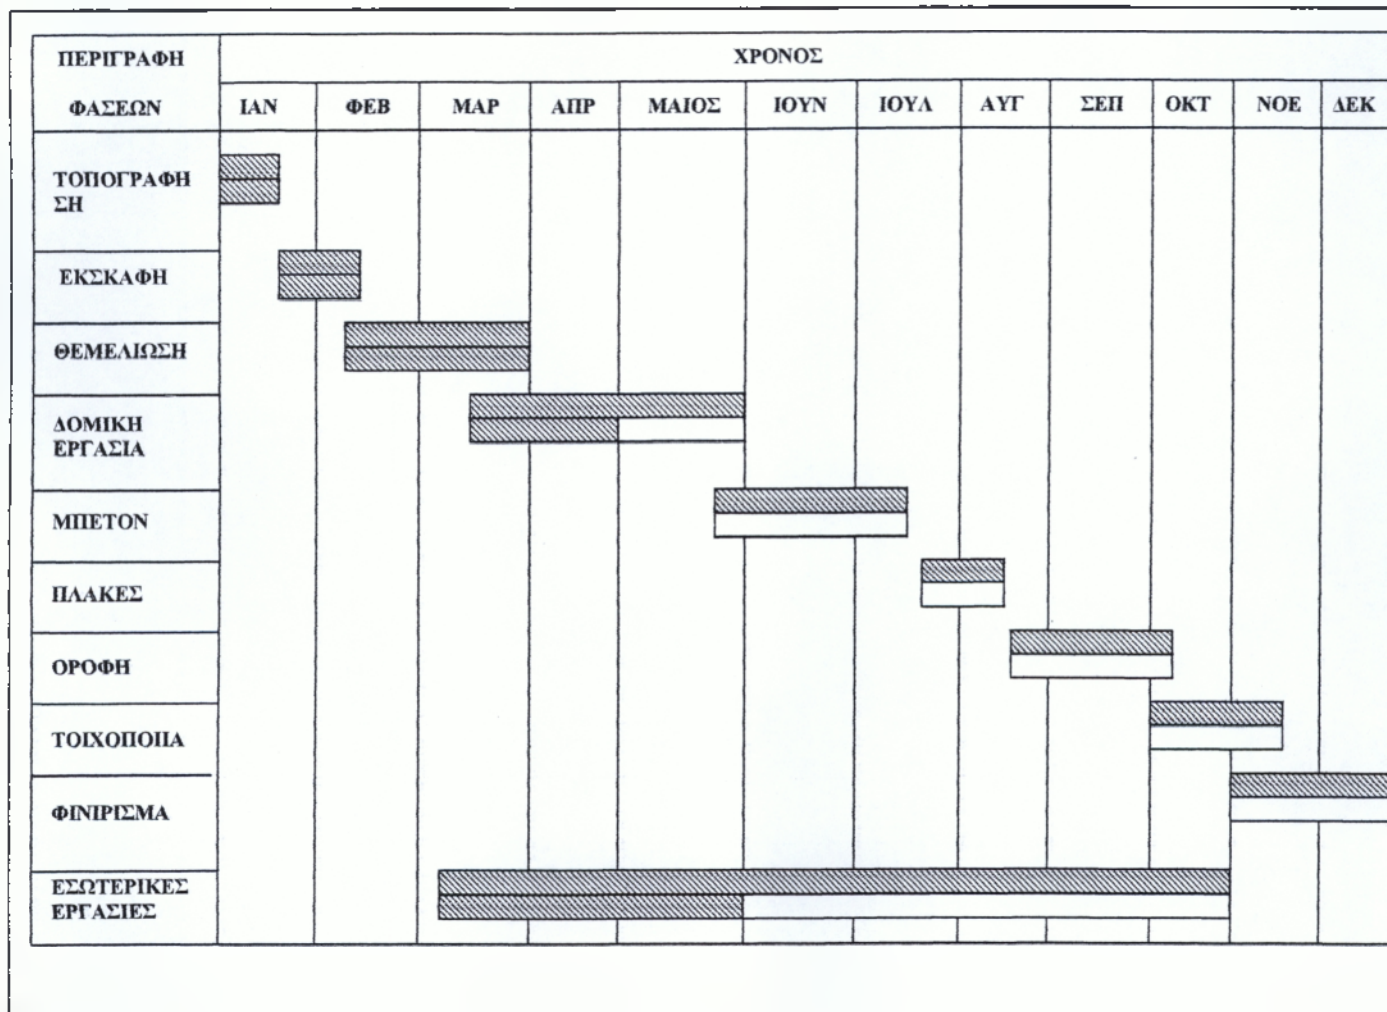 ΠΕΡΙΓΡΑΦΗ
ΧΡΟΝΟΣ
ΦΑΣΕΩΝ
ΙΑΝ ΦΕΒ ΜΑΡ ΑΠΡ ΜΑΙΟΣ ΙΟΥΝ ΙΟΥΛ ΑΥΓ ΣΕΠ ΟΚΤ ΝΟΕ ΔΕΚ
ΤΟΠΟΓΡΑΦΗ
ΣΗ
ΕΚΣΚΑΦΗ
ΘΕΜΕΛΙΩΣΗ
ΔΟΜΙΚΗ
ΕΡΓΑΣΙΑ
ΜΠΕΤΟΝ
ΠΛΑΚΕΣ
ΟΡΟΦΗ
ΤΟΙΧΟΠΟΙΙΑ
ΦΙΝΙΡΙΣΜΑ
ΕΣΩΤΕΡΙΚΕΣ
ΕΡΓΑΣΙΕΣ